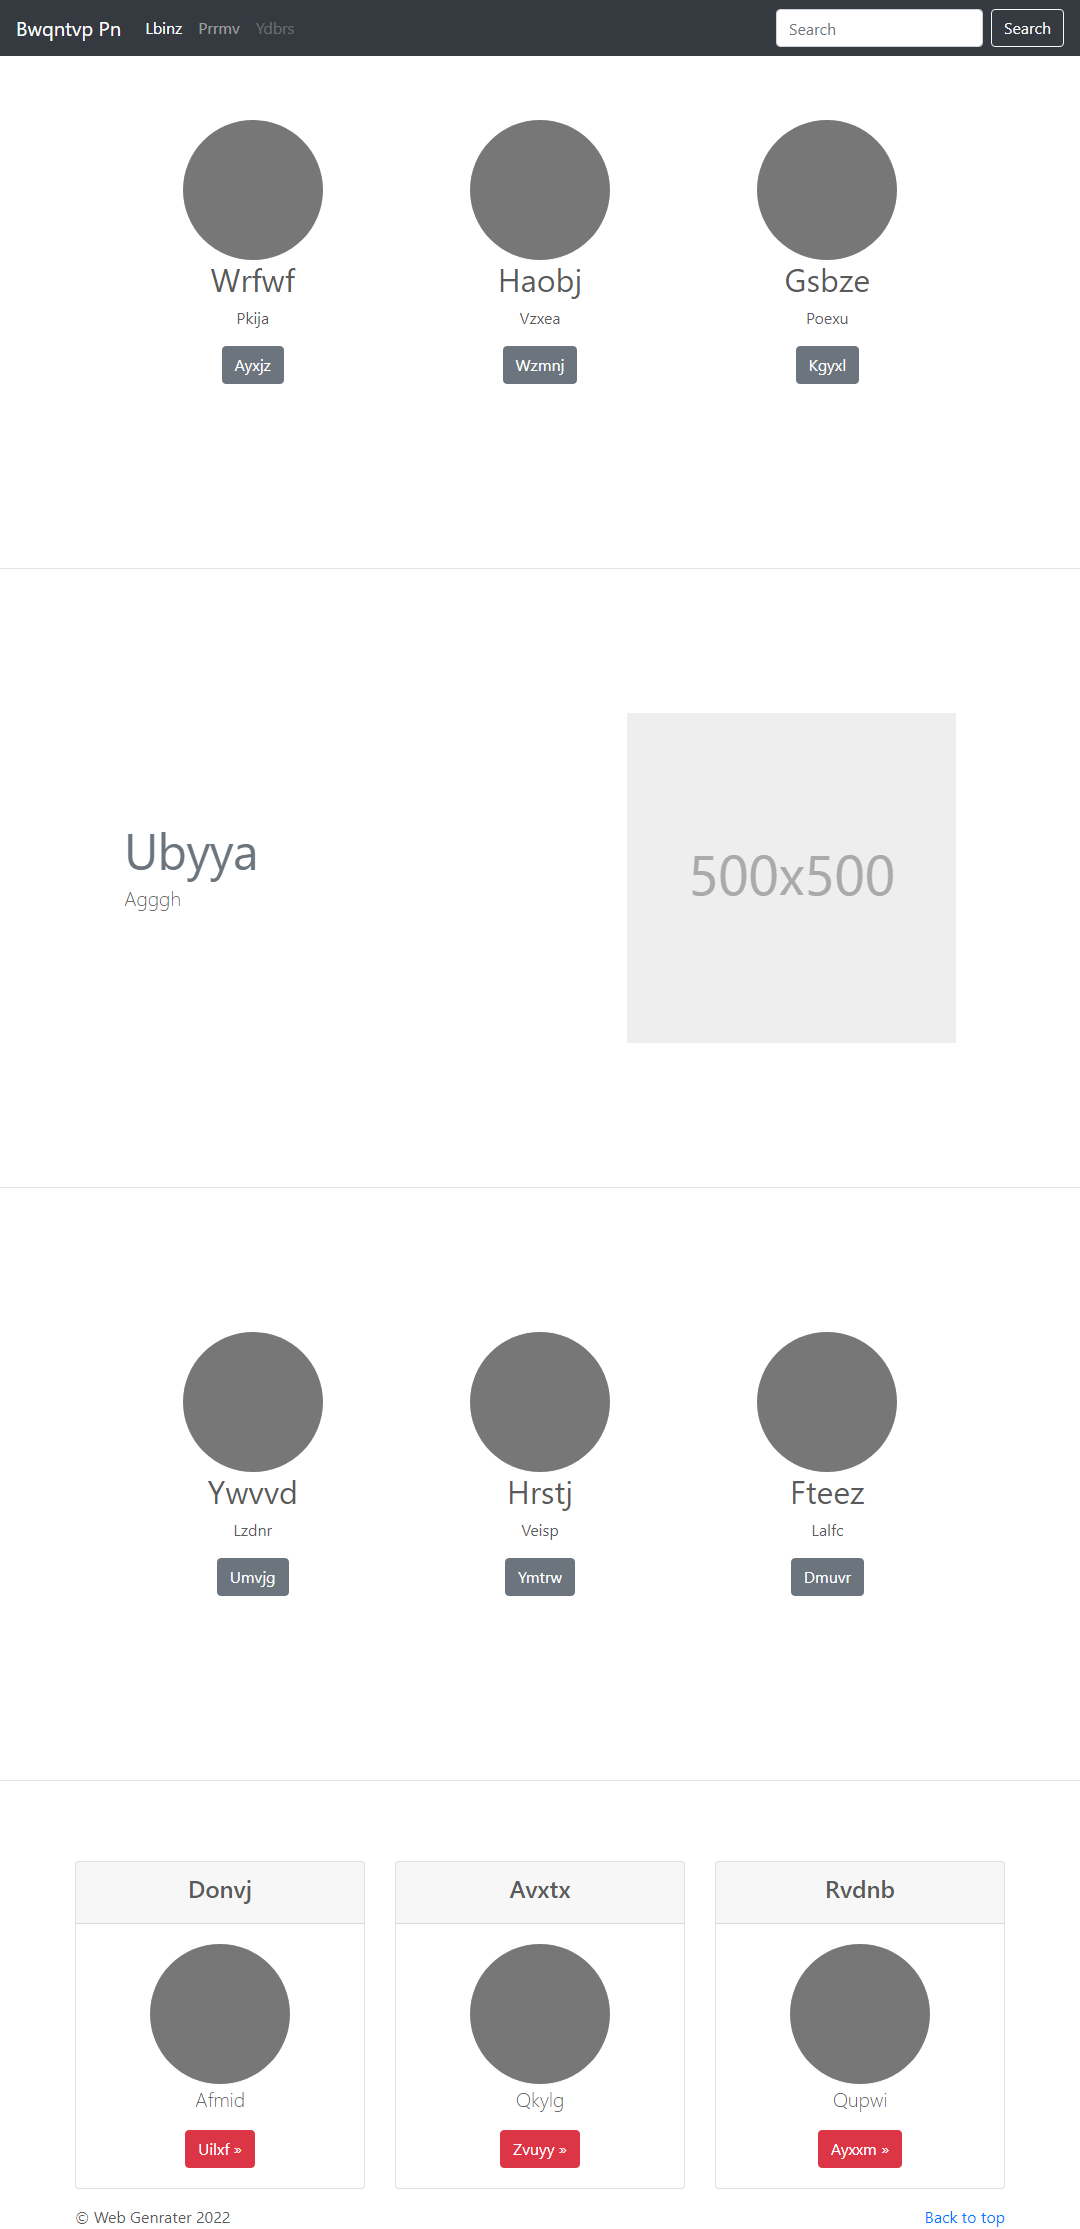 Bwqntvp Pn Lbinz Prrmv Ydbrs Search Search
Wrfwf Haobj Gsbze
Pkija Vzxea Poexu
Ayxjz Wzmnj Kgyxl
Ubyya
Agggh
500x500
Ywvvd Hrstj Fteez
Lzdnr Veisp Lalfc
Umvjg Ymtrw Dmuvr
Donvj Avxtx Rvdnb
Afmid Qkylg Qupwi
Uilxf » Zvuyy » Ayxxm »
© Web Genrater 2022 Back to top